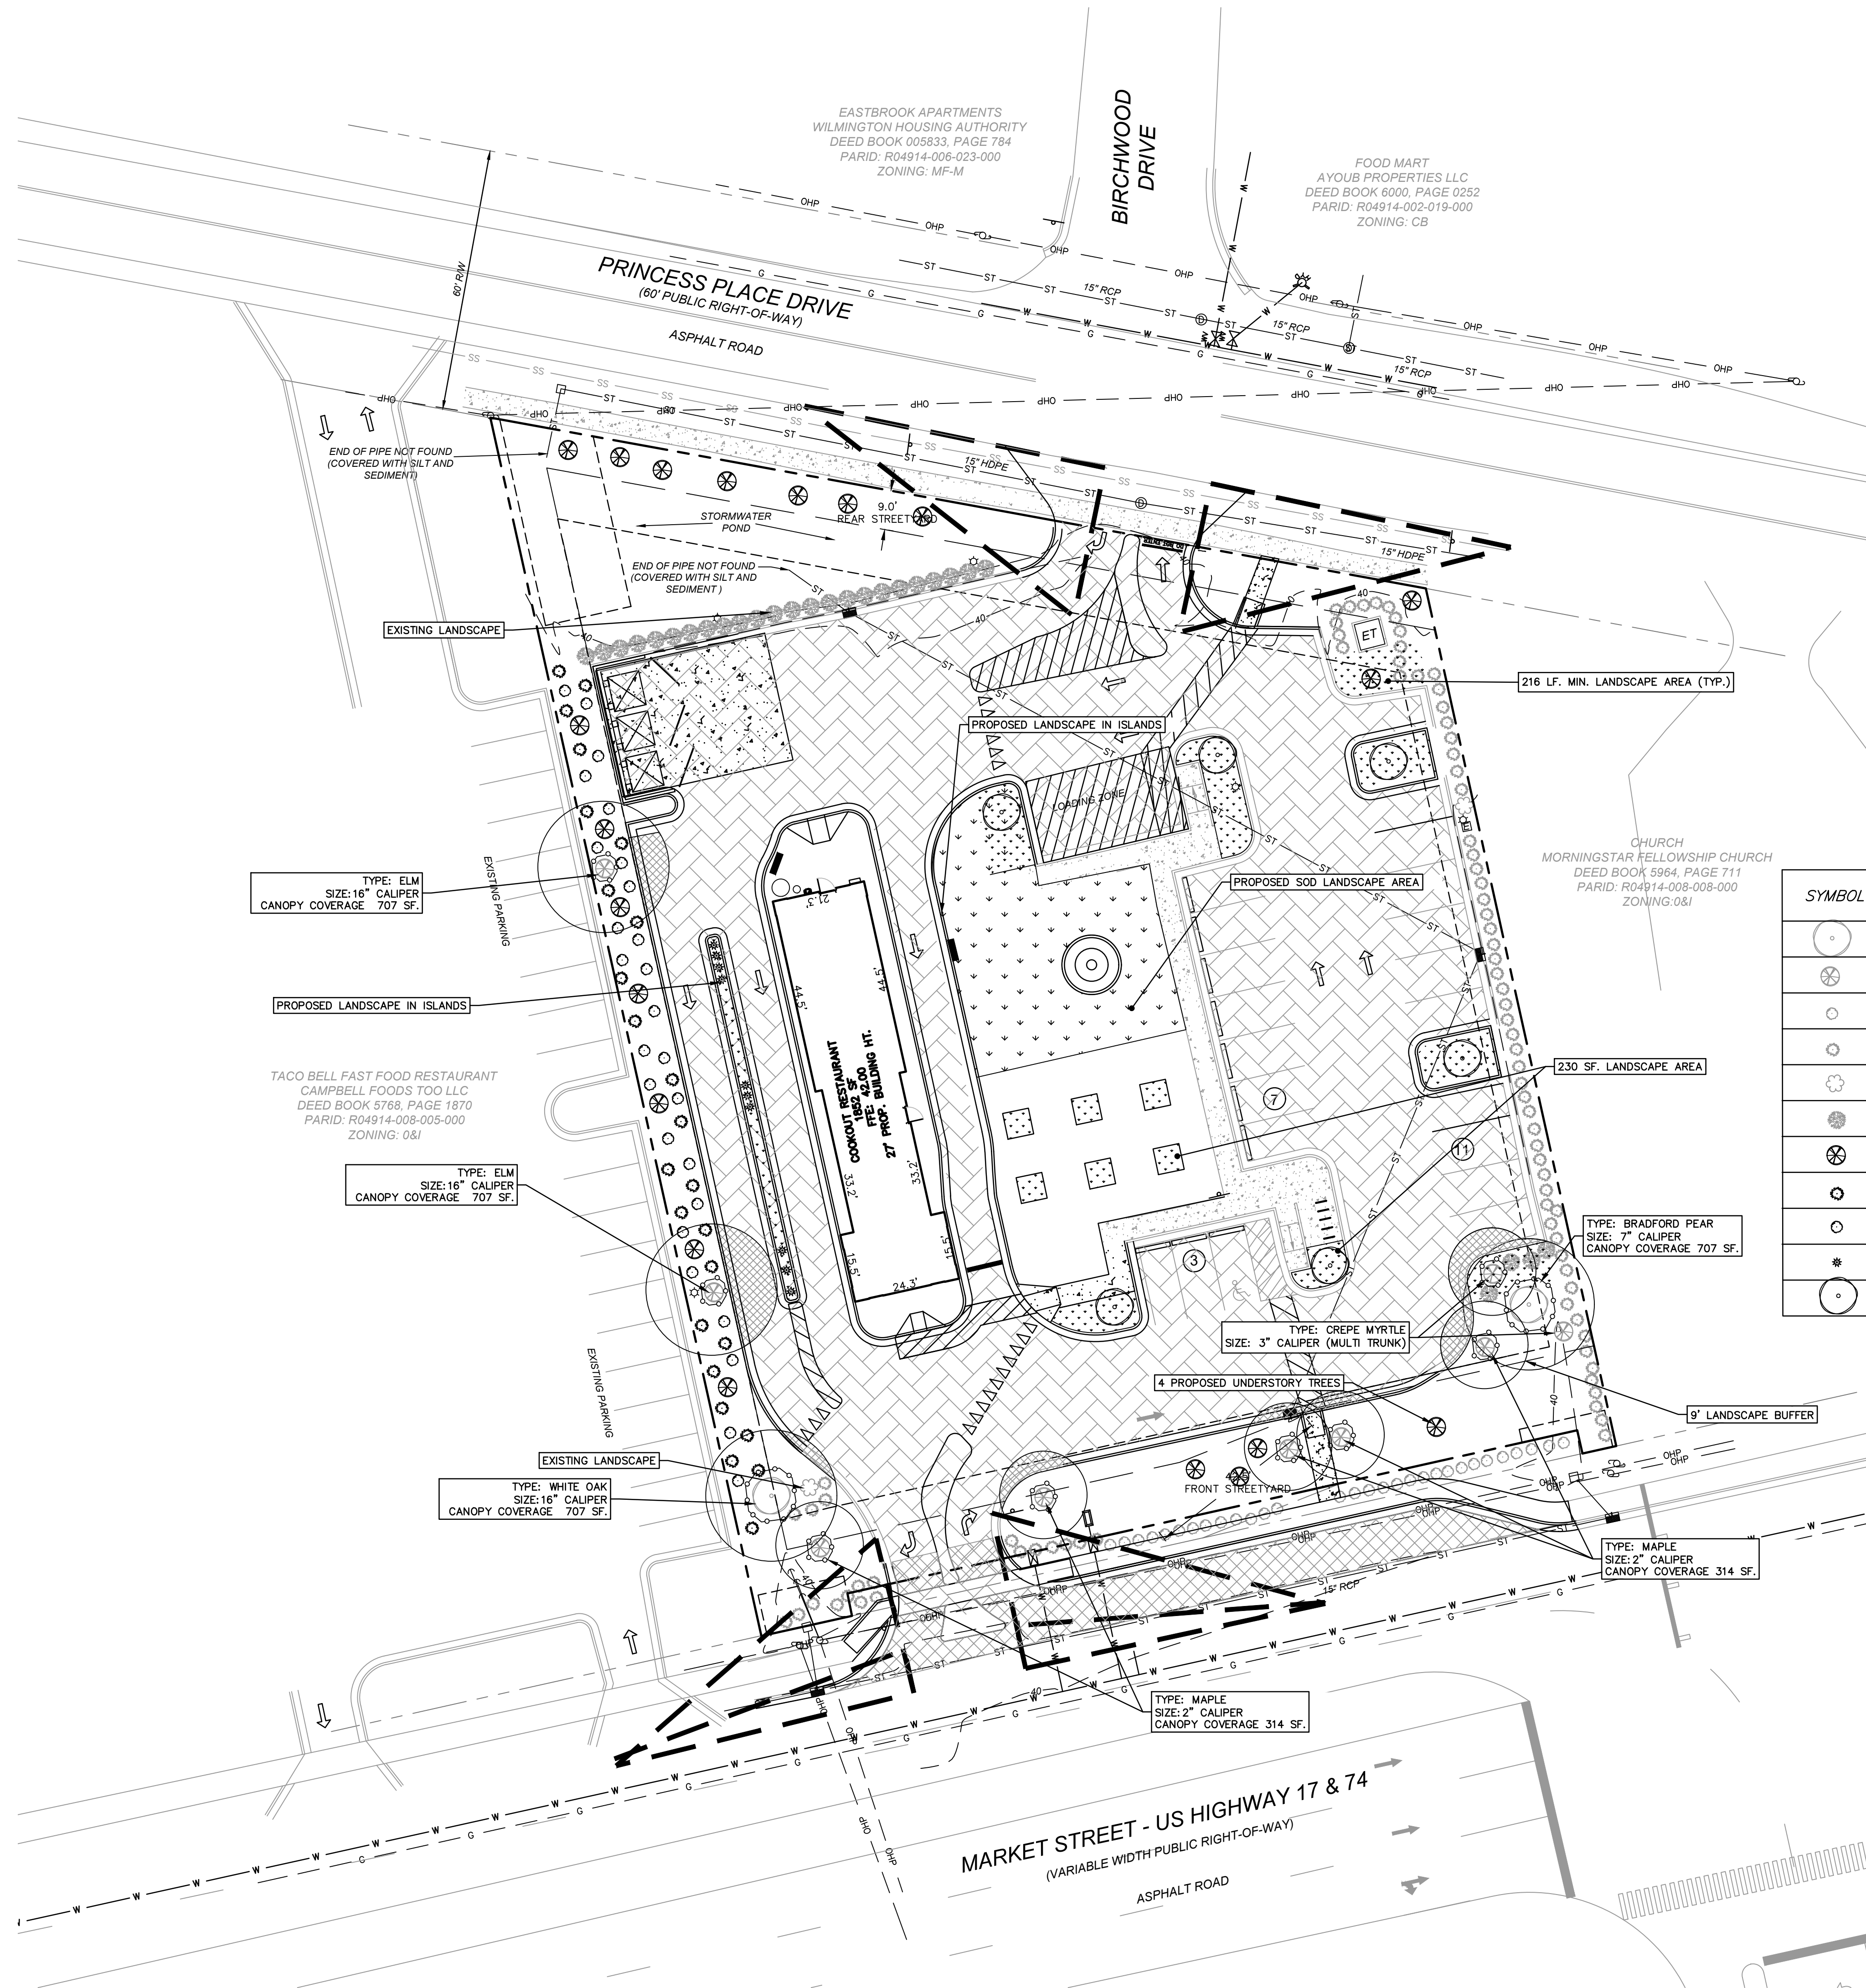 EASTBROOK APARTMENTS
WILMINGTON HOUSING AUTHORITY
DEED BOOK 005833, PAGE 784
PARID: R04914-006-023-000
ZONING: MF-M
BIRCHWOOD
DRIVE
FOOD MART
AYOUB PROPERTIES LLC
DEED BOOK 6000, PAGE 0252
PARID: R04914-002-019-000
ZONING: CB
60' R/W
PRINCESS PLACE DRIVE
(60' PUBLIC RIGHT-OF-WAY)
ASPHALT ROAD
15" RCP
15" RCP
15" RCP
END OF PIPE NOT FOUND
(COVERED WITH SILT AND
SEDIMENT)
15" HDPE
9.0'
REAR STREETYARD
STORMWATER
POND
15" HDPE
END OF PIPE NOT FOUND
(COVERED WITH SILT AND
SEDIMENT )
EXISTING LANDSCAPE
ET
216 LF. MIN. LANDSCAPE AREA (TYP.)
PROPOSED LANDSCAPE IN ISLANDS
LOADING ZONE
CHURCH
MORNINGSTAR FELLOWSHIP CHURCH
DEED BOOK 5964, PAGE 711
PARID: R04914-008-008-000
ZONING:0&I
SYMBOL
TYPE: ELM
SIZE:16" CALIPER
CANOPY COVERAGE 707 SF.
EXISTING PARKING
PROPOSED SOD LANDSCAPE AREA
21.3'
44.5'
44.5'
PROPOSED LANDSCAPE IN ISLANDS
COOKOUT RESTAURANT
1852 SF
FFE: 42.00
27' PROP. BUILDING HT.
TACO BELL FAST FOOD RESTAURANT
CAMPBELL FOODS TOO LLC
DEED BOOK 5768, PAGE 1870
PARID: R04914-008-005-000
ZONING: 0&I
230 SF. LANDSCAPE AREA
7
11
33.2'
33.2'
TYPE: ELM
SIZE:16" CALIPER
CANOPY COVERAGE 707 SF.
15.5'
15.5'
24.3'
3
TYPE: BRADFORD PEAR
SIZE: 7" CALIPER
CANOPY COVERAGE 707 SF.
TYPE: CREPE MYRTLE
SIZE: 3" CALIPER (MULTI TRUNK)
4 PROPOSED UNDERSTORY TREES
EXISTING PARKING
9' LANDSCAPE BUFFER
EXISTING LANDSCAPE
TYPE: WHITE OAK
SIZE:16" CALIPER
CANOPY COVERAGE 707 SF.
FRONT STREETYARD
TYPE: MAPLE
SIZE:2" CALIPER
CANOPY COVERAGE 314 SF.
15" RCP
TYPE: MAPLE
SIZE:2" CALIPER
CANOPY COVERAGE 314 SF.
MARKET STREET - US HIGHWAY 17 & 74
(VARIABLE WIDTH PUBLIC RIGHT-OF-WAY)
ASPHALT ROAD